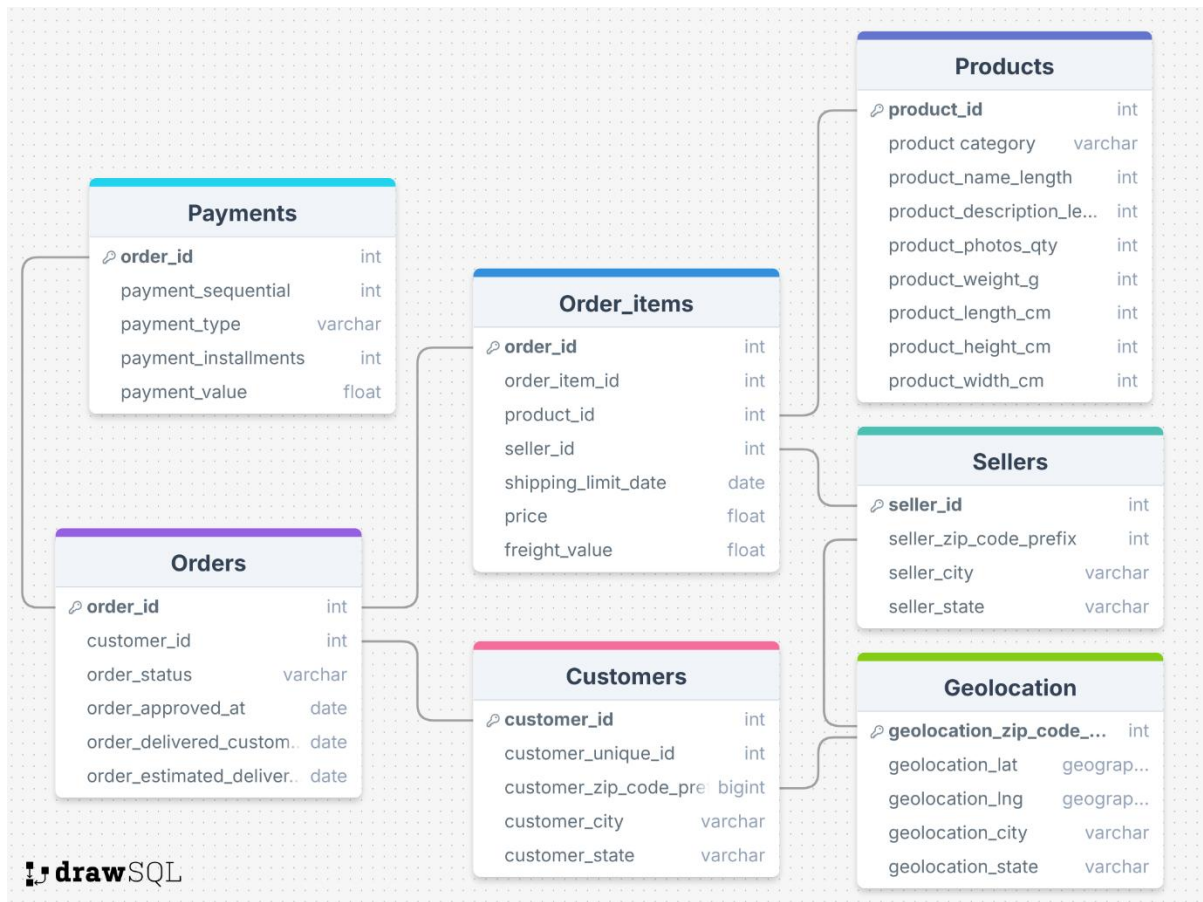 Products
product_id int
product category varchar
product_name_length int
product_description_le... int
product_photos_qty int
product_weight_g int
product_length_cm int
product_height_cm int
product_width_cm int
Payments
order_id int
payment_sequential int
payment_type varchar
payment_installments int
payment_value float
Order_items
order_id int
order_item_id int
product_id int
seller_id int
shipping_limit_date date
price float
freight_value float
Sellers
seller_id int
seller_zip_code_prefix int
seller_city varchar
seller_state varchar
Orders
order_id int
customer_id int
order_status varchar
order_approved_at date
order_delivered_custom.. date
order_estimated_deliver.. date
Customers
customer_id int
customer_unique_id int
customer_zip_code_pre bigint
customer_city varchar
customer_state varchar
Geolocation
geolocation_zip_code_... int
geolocation_lat geograp...
geolocation_lng geograp...
geolocation_city varchar
geolocation_state varchar
drawSQL